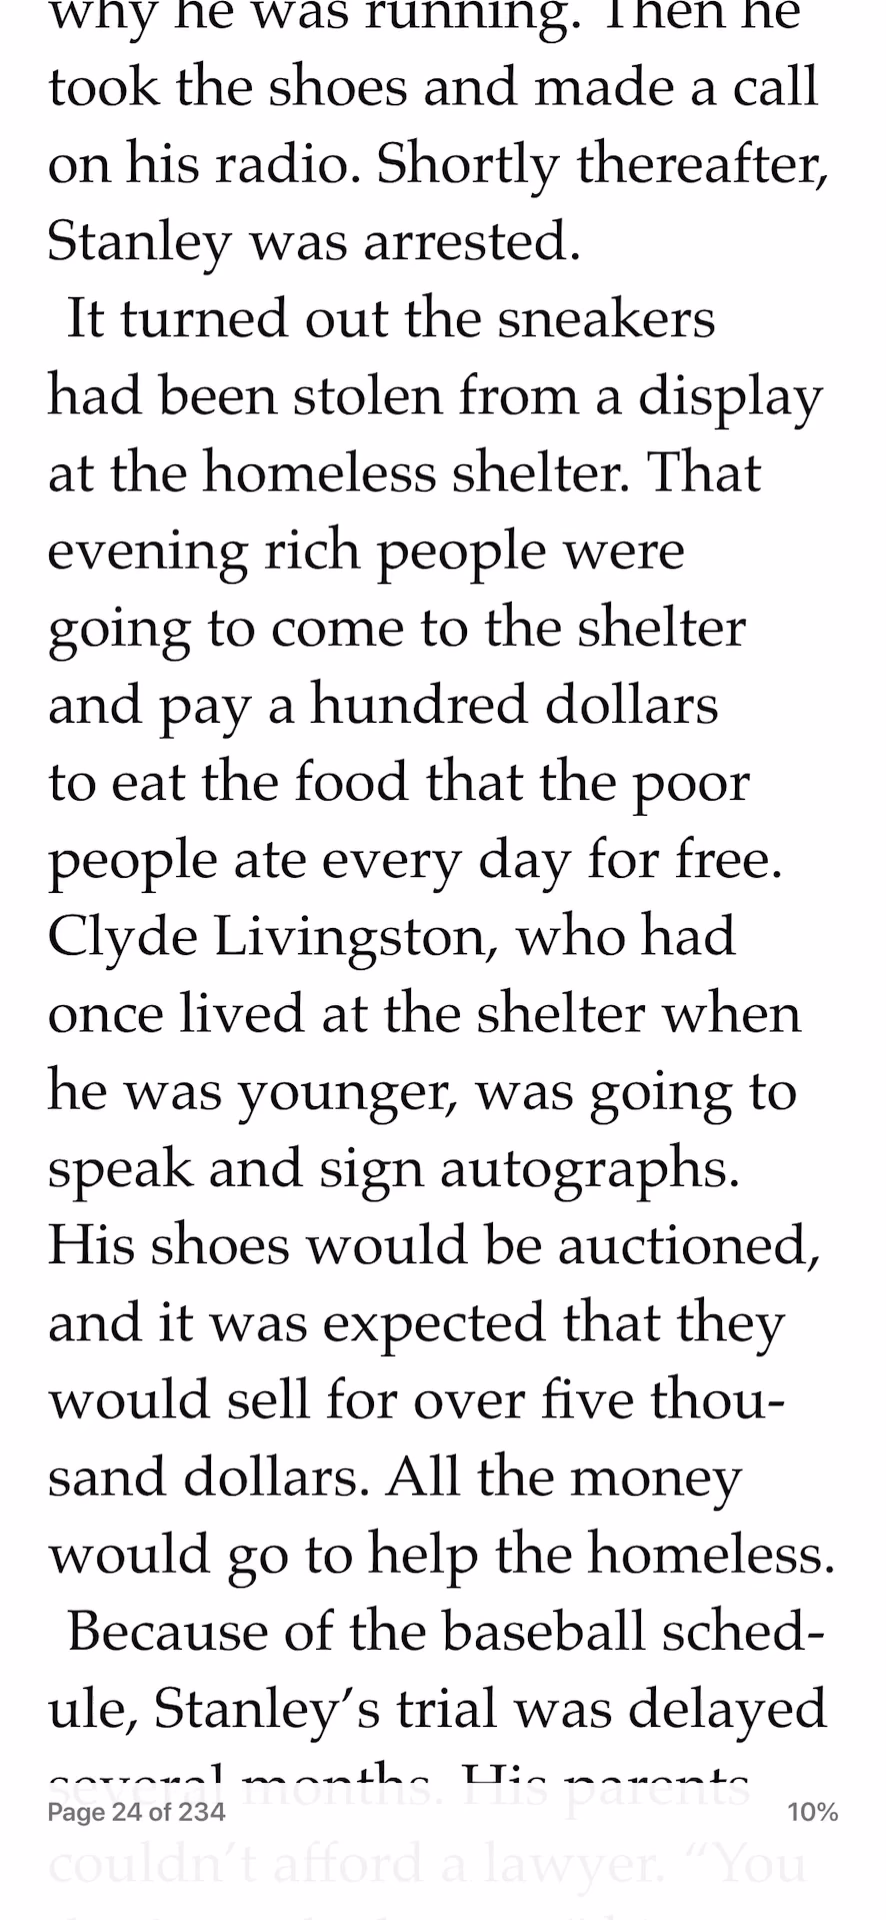 why he was running. Then he
took the shoes and made a call
on his radio. Shortly thereafter,
Stanley was arrested.
It turned out the sneakers
had been stolen from a display
at the homeless shelter. That
evening rich people were
going to come to the shelter
and pay a hundred dollars
to eat the food that the poor
people ate every day for free.
Clyde Livingston, who had
once lived at the shelter when
he was younger, was going to
speak and sign autographs.
His shoes would be auctioned,
and it was expected that they
would sell for over five thou-
sand dollars. All the money
would go to help the homeless.
Because of the baseball sched-
ule, Stanley’s trial was delayed
several months. His parents
Page 24 of 234 10%
couldn’t afford a lawyer. “You